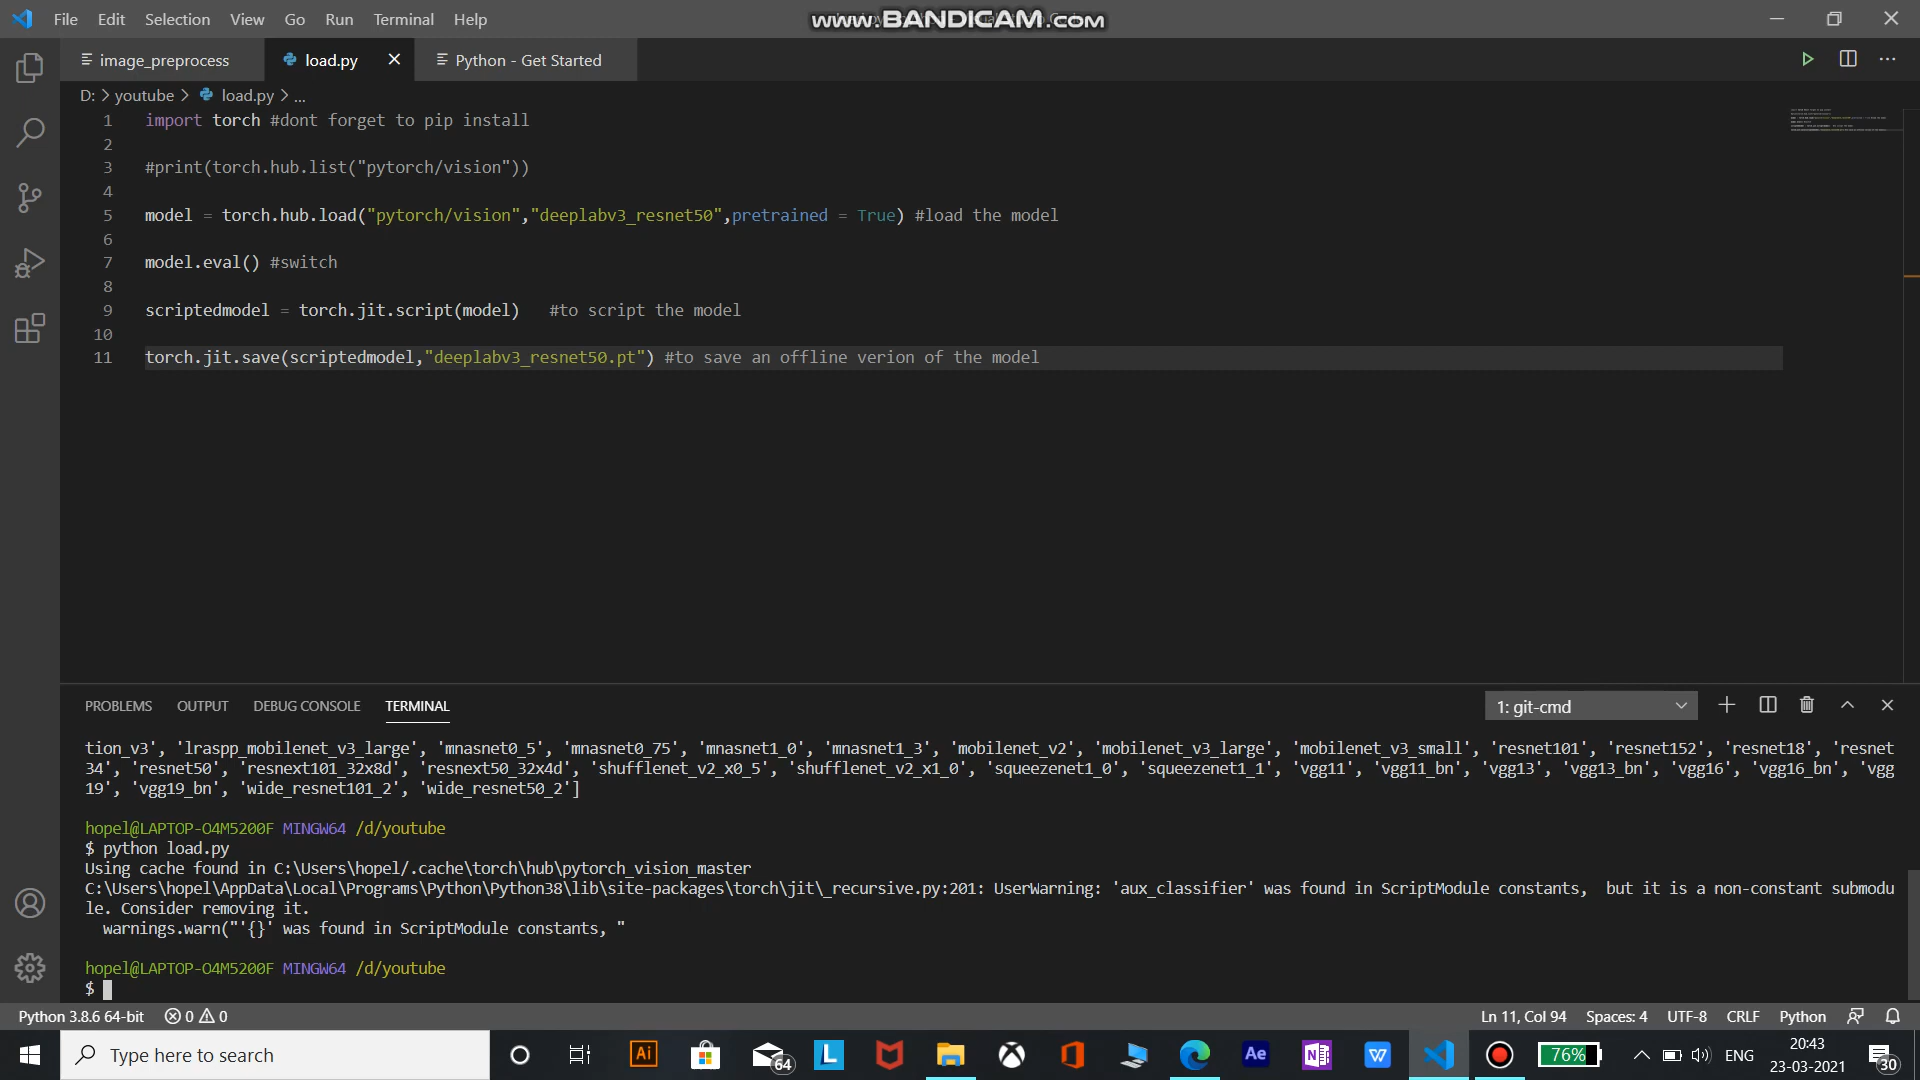 File Edit Selection View Go Run Terminal Help
www.BANDICAM.com
image_preprocess load.py Python - Get Started
D: > youtube > load.py > ...
1 import torch #dont forget to pip install
2
3 #print(torch.hub.list("pytorch/vision"))
4
5 model = torch.hub.load("pytorch/vision","deeplabv3_resnet50",pretrained = True) #load the model
6
7 model.eval() #switch
8
9 scriptedmodel = torch.jit.script(model) #to script the model
10
11 torch.jit.save(scriptedmodel,"deeplabv3_resnet50.pt") #to save an offline verion of the model
PROBLEMS OUTPUT DEBUG CONSOLE TERMINAL 1: git-cmd
tion_v3', 'lraspp_mobilenet_v3_large', 'mnasnet0_5', 'mnasnet0_75', 'mnasnet1_0', 'mnasnet1_3', 'mobilenet_v2', 'mobilenet_v3_large', 'mobilenet_v3_small', 'resnet101', 'resnet152', 'resnet18', 'resnet
34', 'resnet50', 'resnext101_32x8d', 'resnext50_32x4d', 'shufflenet_v2_x0_5', 'shufflenet_v2_x1_0', 'squeezenet1_0', 'squeezenet1_1', 'vgg11', 'vgg11_bn', 'vgg13', 'vgg13_bn', 'vgg16', 'vgg16_bn', 'vgg
19', 'vgg19_bn', 'wide_resnet101_2', 'wide_resnet50_2']
hopel@LAPTOP-O4M5200F MINGW64 /d/youtube
$ python load.py
Using cache found in C:\Users\hopel/.cache\torch\hub\pytorch_vision_master
C:\Users\hopel\AppData\Local\Programs\Python\Python38\lib\site-packages\torch\jit\_recursive.py:201: UserWarning: 'aux_classifier' was found in ScriptModule constants,  but it is a non-constant submodu
le. Consider removing it.
  warnings.warn("'{}' was found in ScriptModule constants, "
hopel@LAPTOP-O4M5200F MINGW64 /d/youtube
$
Python 3.8.6 64-bit 0 0 Ln 11, Col 94 Spaces: 4 UTF-8 CRLF Python
Type here to search Ai 64 L Ae N W 76% ENG 20:43
23-03-2021 30